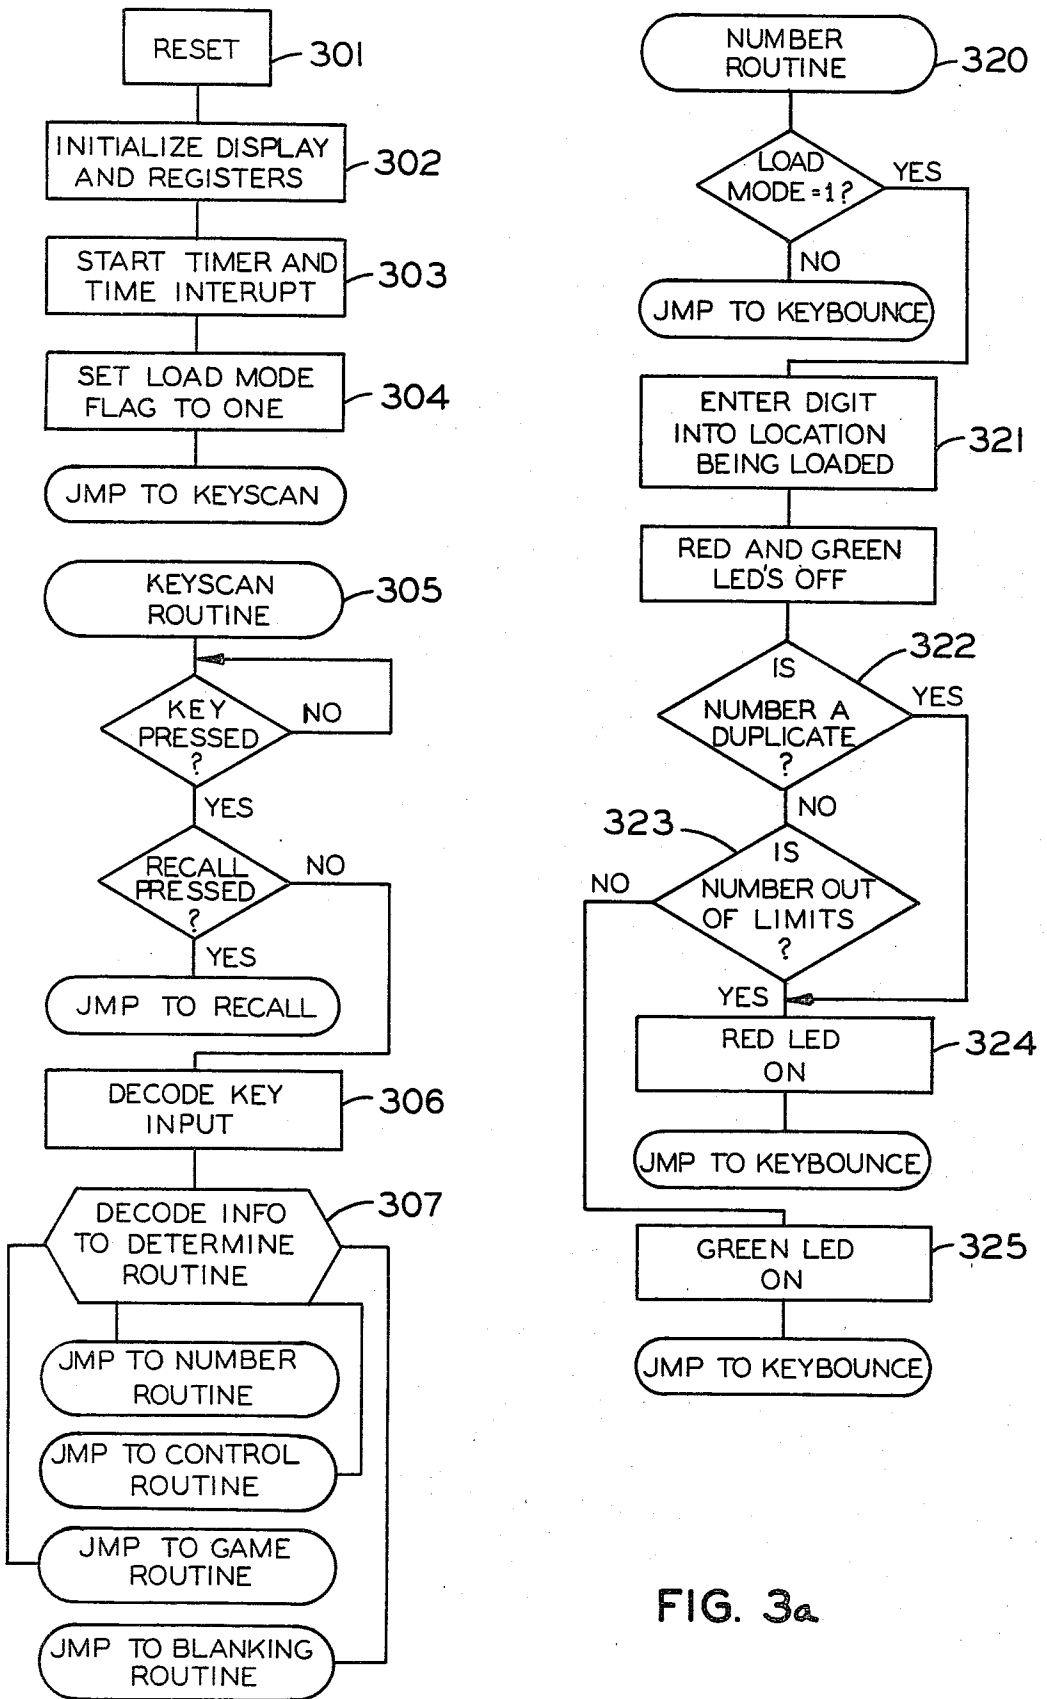 RESET
301
INITIALIZE DISPLAY
AND REGISTERS
302
START TIMER AND
TIME INTERUPT
303
SET LOAD MODE
FLAG TO ONE
304
JMP TO KEYSCAN
KEYSCAN
ROUTINE
305
KEY
PRESSED
?
NO
YES
RECALL
PRESSED
?
NO
YES
JMP TO RECALL
DECODE KEY
INPUT
306
DECODE INFO
TO DETERMINE
ROUTINE
307
JMP TO NUMBER
ROUTINE
JMP TO CONTROL
ROUTINE
JMP TO GAME
ROUTINE
JMP TO BLANKING
ROUTINE
NUMBER
ROUTINE
320
LOAD
MODE=1?
YES
NO
JMP TO KEYBOUNCE
ENTER DIGIT
INTO LOCATION
BEING LOADED
321
RED AND GREEN
LED'S OFF
322
IS
NUMBER A
DUPLICATE
?
YES
NO
323
IS
NUMBER OUT
OF LIMITS
?
NO
YES
RED LED
ON
324
JMP TO KEYBOUNCE
GREEN LED
ON
325
JMP TO KEYBOUNCE
FIG. 3a